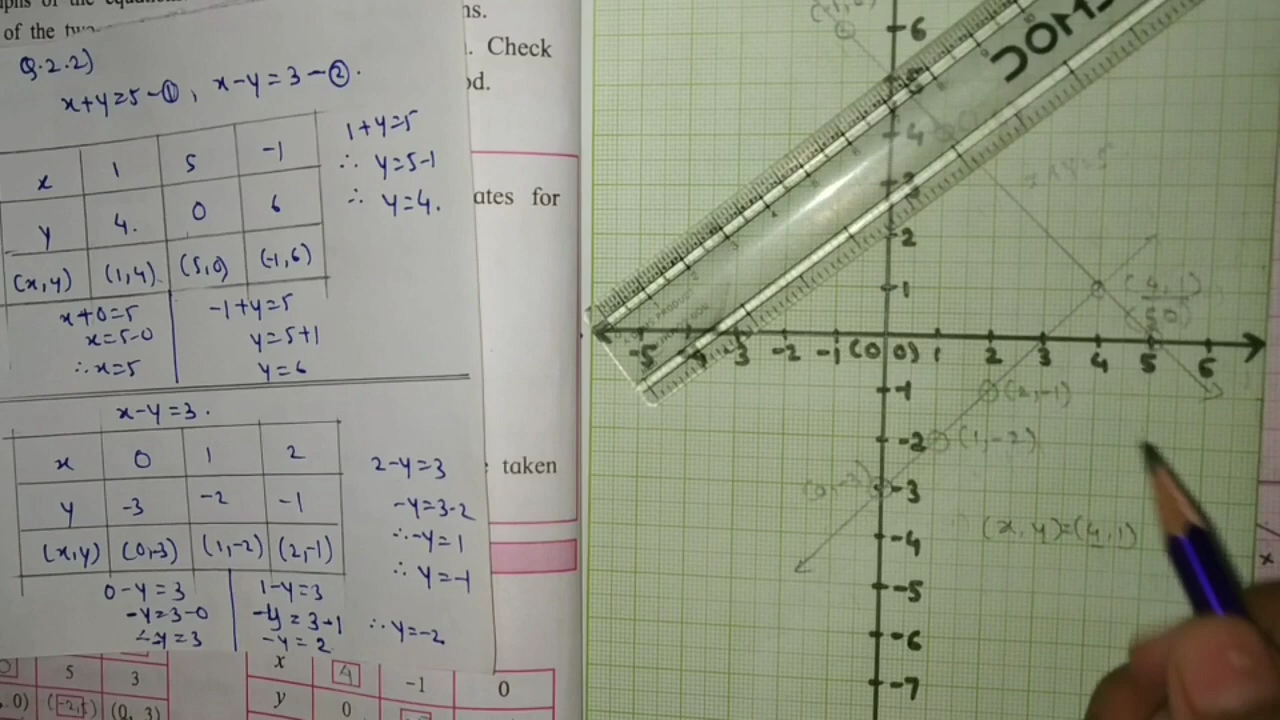 of the two
ns.
. Check
od.
ates for
taken
Q.2.2)
x+y=5-①, x-y=3-②.
x 1 5 -1
y 4. 0 6
(x,y) (1,4) (5,0) (-1,6)
1+y=5
∴ y=5-1
∴ y=4.
x+0=5
x=5-0
∴x=5
-1+y=5
y=5+1
y=6
x-y=3.
x 0 1 2
y -3 -2 -1
(x,y) (0,-3) (1,-2) (2,-1)
2-y=3
-y=3-2
∴-y=1
∴ y=-1
0-y=3
-y=3-0
-y=3
1-y=3
-y=3-1
-y=2
∴y=-2
5 3
.0) (0, 3)
x 4 -1 0
y 0
DOMS
6
5
4
3
2
1
-5 -3 -2 -1 (0 0) 1 2 3 4 5 6
-1
-2
-3
-4
-5
-6
-7
(4,1)
(5 0)
(2,-1)
(1,-2)
(0,-3)
(x,y)=(4,1)
x